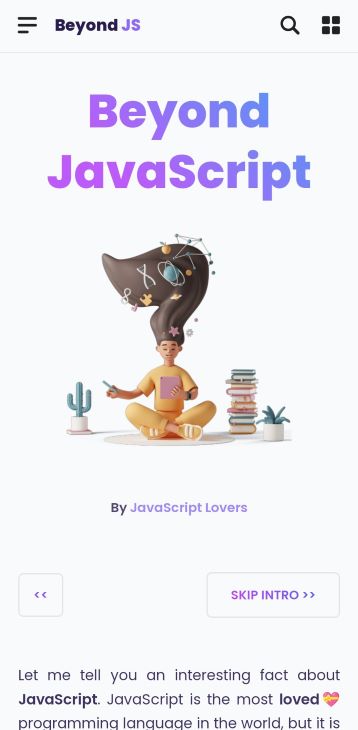 Beyond JS
Beyond
JavaScript
By JavaScript Lovers
<<
SKIP INTRO >>
Let me tell you an interesting fact about
JavaScript. JavaScript is the most loved💝
programming language in the world, but it is